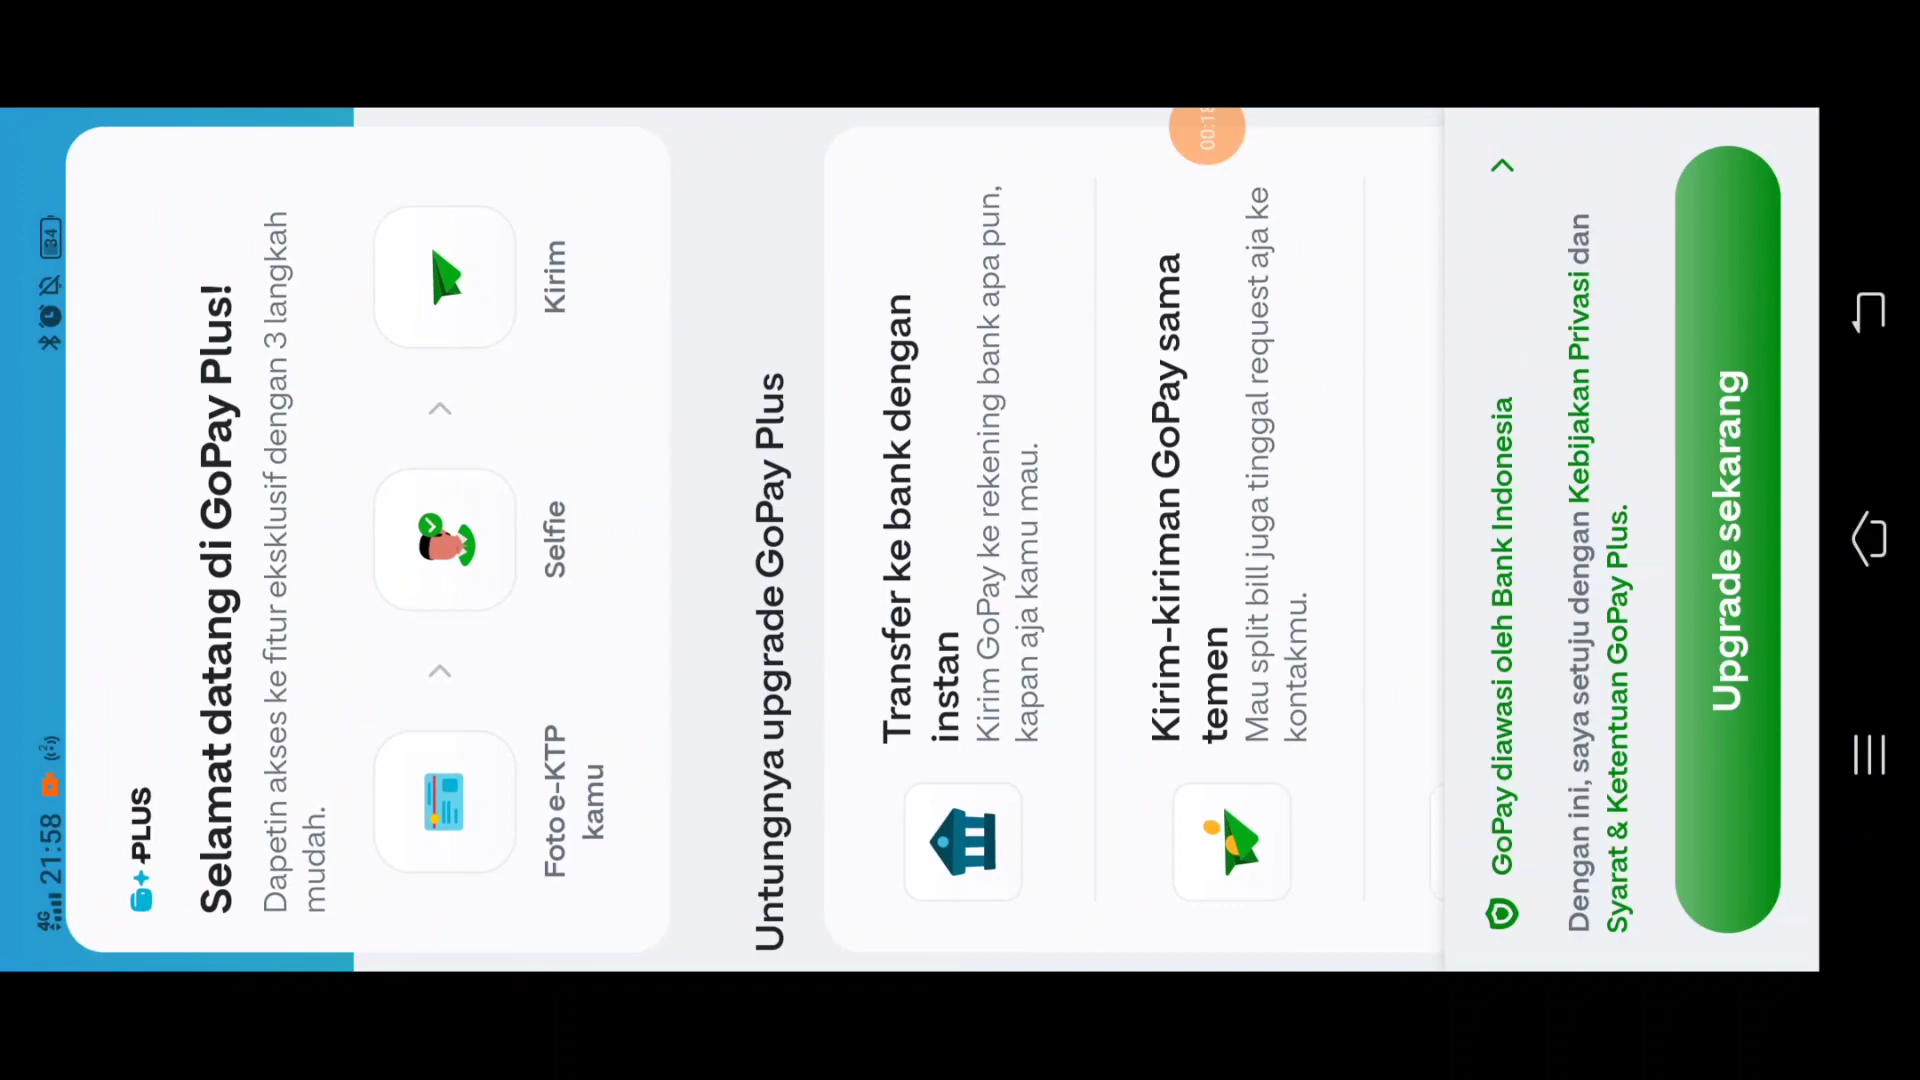 4G 21:58
34
PLUS
Selamat datang di GoPay Plus!
Dapetin akses ke fitur eksklusif dengan 3 langkah
mudah.
Foto e-KTP
kamu
Selfie
Kirim
Untungnya upgrade GoPay Plus
Transfer ke bank dengan
instan
Kirim GoPay ke rekening bank apa pun,
kapan aja kamu mau.
Kirim-kiriman GoPay sama
temen
Mau split bill juga tinggal request aja ke
kontakmu.
GoPay diawasi oleh Bank Indonesia
Dengan ini, saya setuju dengan Kebijakan Privasi dan
Syarat & Ketentuan GoPay Plus.
Upgrade sekarang